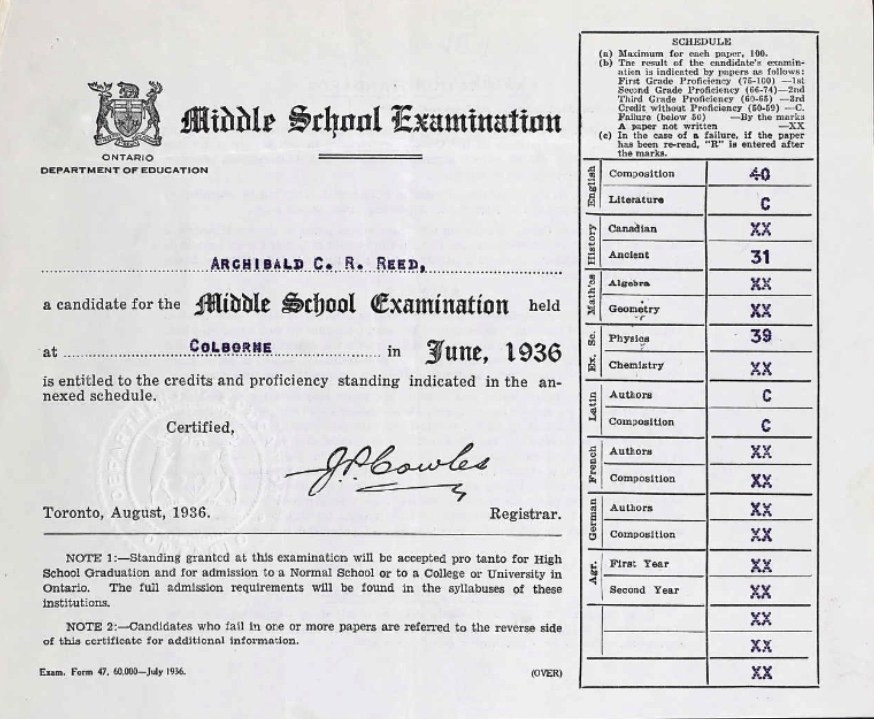 Middle School Examination
ONTARIO
DEPARTMENT OF EDUCATION
ARCHIBALD C. R. REED,
a candidate for the Middle School Examination held
at COLBORNE in June, 1936
is entitled to the credits and proficiency standing indicated in the an-
nexed schedule.
Certified,
J.P. Cowles
Toronto, August, 1936. Registrar.
NOTE 1:—Standing granted at this examination will be accepted pro tanto for High
School Graduation and for admission to a Normal School or to a College or University in
Ontario. The full admission requirements will be found in the syllabuses of these
institutions.
NOTE 2:—Candidates who fail in one or more papers are referred to the reverse side
of this certificate for additional information.
Exam. Form 47, 60,000—July 1936. (OVER)
SCHEDULE
(a) Maximum for each paper, 100.
(b) The result of the candidate's examin-
ation is indicated by papers as follows:
First Grade Proficiency (75-100) —1st
Second Grade Proficiency (66-74)—2nd
Third Grade Proficiency (60-65) —3rd
Credit without Proficiency (50-59) —C.
Failure (below 50) —By the marks
A paper not written —XX
(c) In the case of a failure, if the paper
has been re-read, "R" is entered after
the marks.
English
Composition 40
Literature C
History
Canadian XX
Ancient 31
Math'cs
Algebra XX
Geometry XX
Ex. Sc.
Physics 39
Chemistry XX
Latin
Authors C
Composition C
French
Authors XX
Composition XX
German
Authors XX
Composition XX
Agr.
First Year XX
Second Year XX
XX
XX
XX